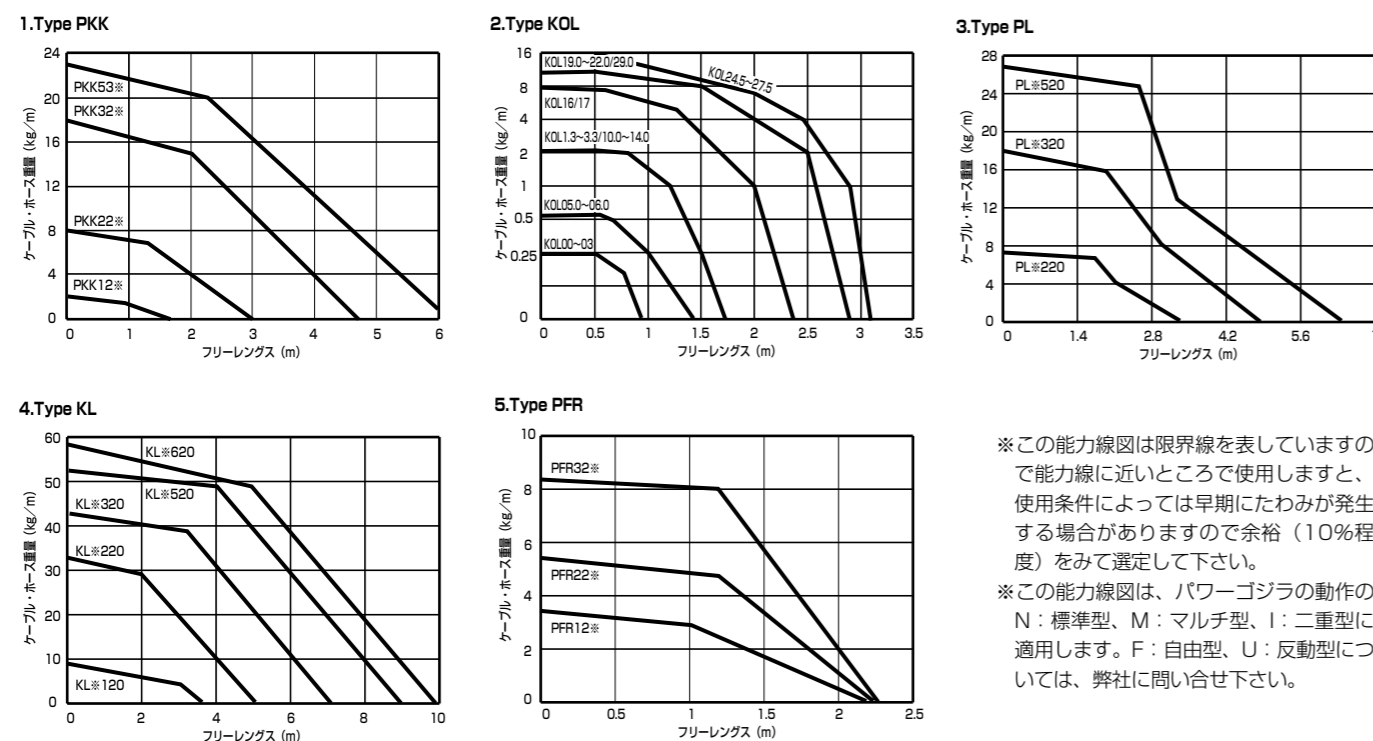 1.Type PKK
24
20
16
12
8
4
0
ケーブル・ホース重量 (kg/m)
PKK53※
PKK32※
PKK22※
PKK12※
0 1 2 3 4 5 6
フリーレングス (m)
2.Type KOL
16
8
4
2
1
0.5
0.25
0
ケーブル・ホース重量 (kg/m)
KOL19.0~22.0/29.0
KOL24.5~27.5
KOL16/17
KOL1.3~3.3/10.0~14.0
KOL05.0~06.0
KOL00~03
0 0.5 1 1.5 2 2.5 3 3.5
フリーレングス (m)
3.Type PL
28
24
20
16
12
8
4
0
ケーブル・ホース重量 (kg/m)
PL※520
PL※320
PL※220
0 1.4 2.8 4.2 5.6
フリーレングス (m)
4.Type KL
60
50
40
30
20
10
0
ケーブル・ホース重量 (kg/m)
KL※620
KL※520
KL※320
KL※220
KL※120
0 2 4 6 8 10
フリーレングス (m)
5.Type PFR
10
8
6
4
2
0
ケーブル・ホース重量 (kg/m)
PFR32※
PFR22※
PFR12※
0 0.5 1 1.5 2 2.5
フリーレングス (m)
※この能力線図は限界線を表していますの
で能力線に近いところで使用しますと、
使用条件によっては早期にたわみが発生
する場合がありますので余裕（10%程
度）をみて選定して下さい。
※この能力線図は、パワーゴジラの動作の
N：標準型、M：マルチ型、I：二重型に
適用します。F：自由型、U：反動型につ
いては、弊社に問い合せ下さい。